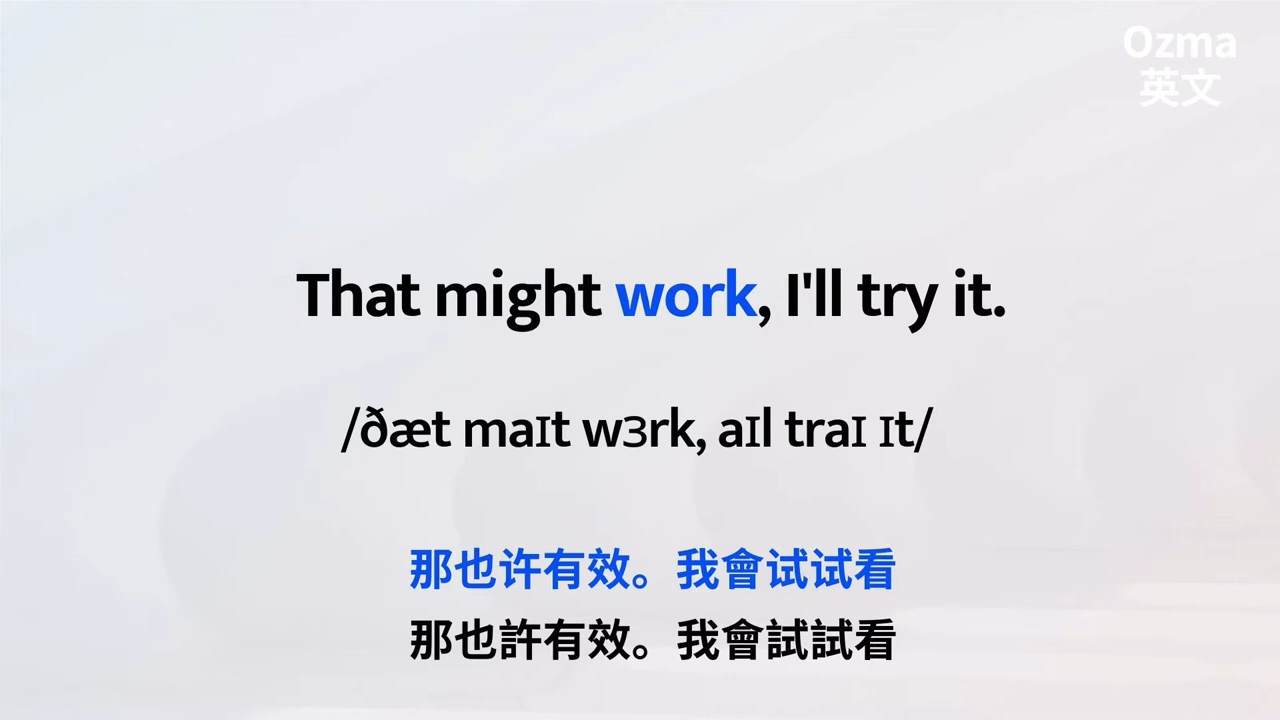 Ozma
英文
That might work, I'll try it.
/ðæt maɪt wɜrk, aɪl traɪ ɪt/
那也许有效。我會试试看
那也許有效。我會試試看